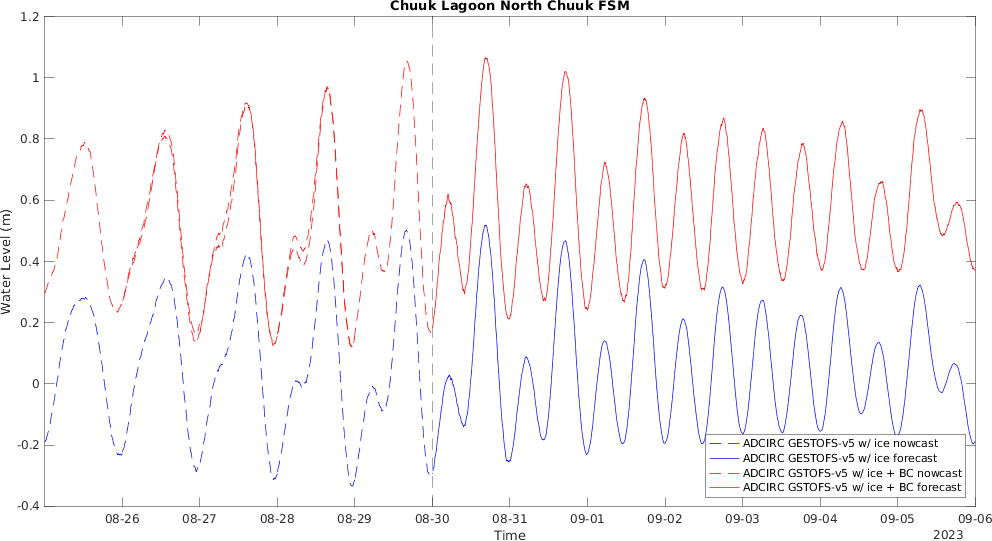 Chuuk Lagoon North Chuuk FSM
1.2
1
0.8
0.6
0.4
0.2
0
-0.2
-0.4
Water Level (m)
ADCIRC GESTOFS-v5 w/ ice nowcast
ADCIRC GESTOFS-v5 w/ ice forecast
ADCIRC GSTOFS-v5 w/ ice + BC nowcast
ADCIRC GSTOFS-v5 w/ ice + BC forecast
08-26 08-27 08-28 08-29 08-30 08-31 09-01 09-02 09-03 09-04 09-05 09-06
Time
2023